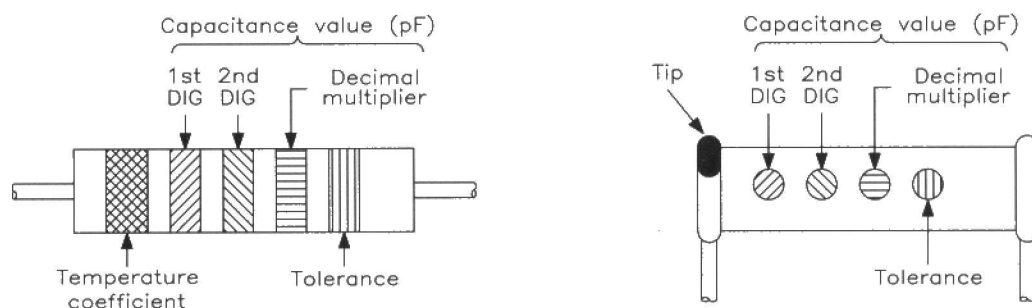 Capacitance value (pF)
1st
DIG
2nd
DIG
Decimal
multiplier
Temperature
coefficient
Tolerance
Capacitance value (pF)
Tip
1st
DIG
2nd
DIG
Decimal
multiplier
Tolerance